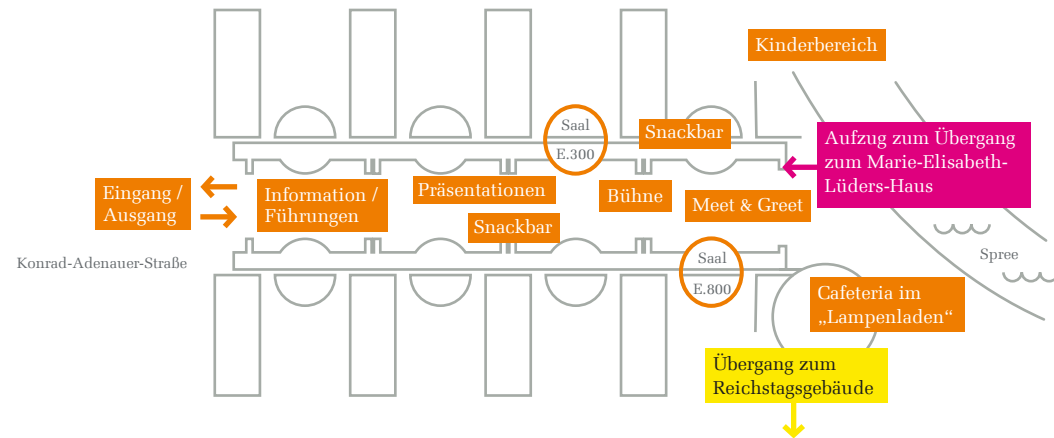 Kinderbereich
Saal
E.300
Snackbar
Aufzug zum Übergang
zum Marie-Elisabeth-
Lüders-Haus
Eingang /
Ausgang
Information /
Führungen
Präsentationen
Bühne
Meet & Greet
Snackbar
Konrad-Adenauer-Straße
Saal
E.800
Spree
Cafeteria im
„Lampenladen“
Übergang zum
Reichstagsgebäude